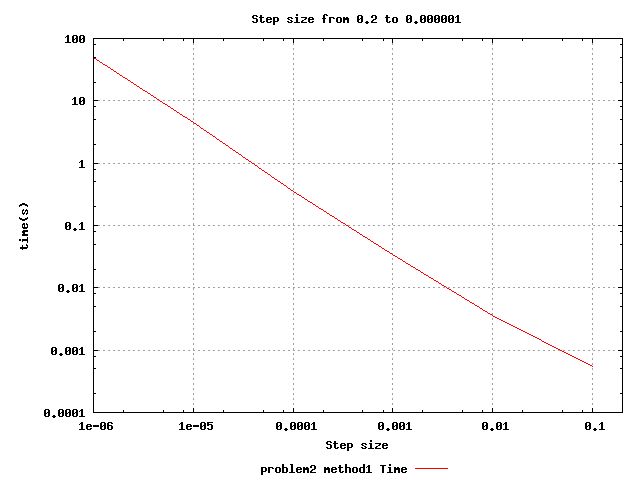 Step size from 0.2 to 0.000001
100
10
1
0.1
0.01
0.001
0.0001
time(s)
1e-06 1e-05 0.0001 0.001 0.01 0.1
Step size
problem2 method1 Time